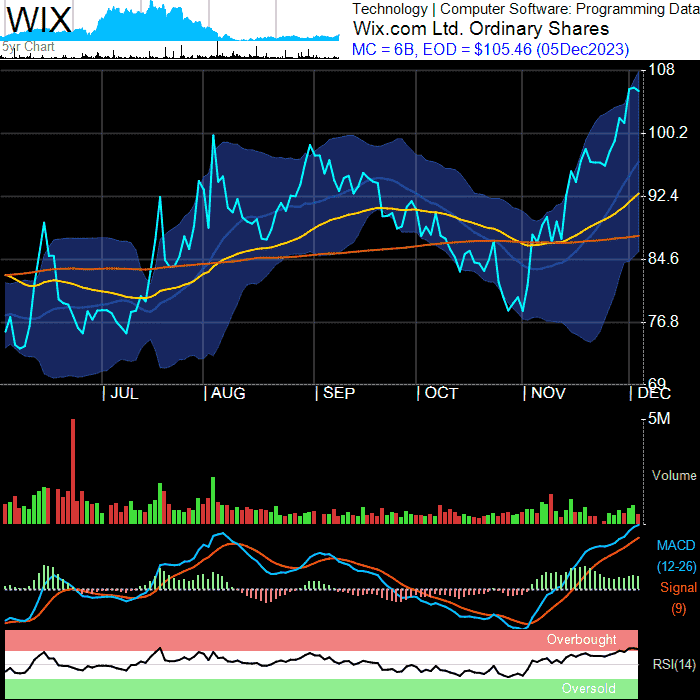 WIX
5yr Chart
Technology | Computer Software: Programming Data
Wix.com Ltd. Ordinary Shares
MC = 6B, EOD = $105.46 (05Dec2023)
108
100.2
92.4
84.6
76.8
69
| JUL | AUG | SEP | OCT | NOV | DEC
5M
Volume
MACD
(12-26)
Signal
(9)
Overbought
RSI(14)
Oversold